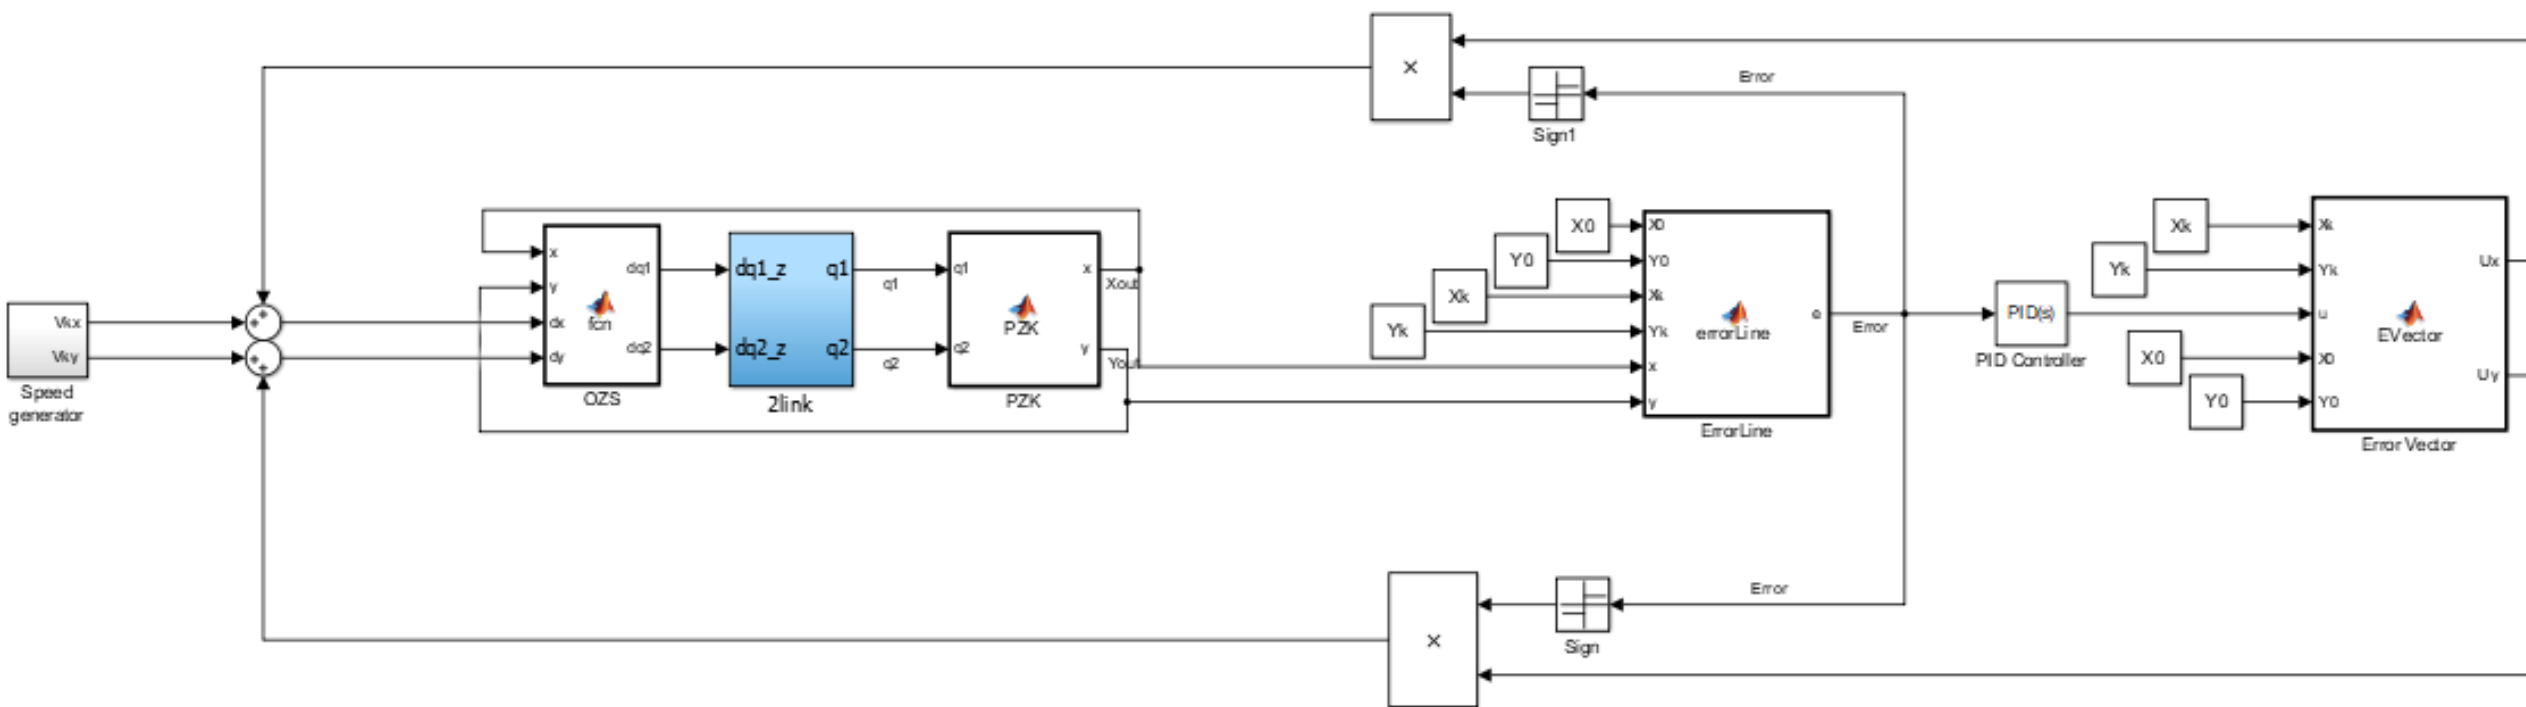 ×
Error
Sign1
Vkx
Vky
Speed
generator
x
y
dx
dy
fcn
dq1
dq2
OZS
dq1_z
dq2_z
q1
q2
2link
q1
q2
q1
q2
PZK
x
y
PZK
Xout
Yout
X0
Y0
Xk
Yk
X0
Y0
Xk
Yk
x
y
errorLine
e
ErrorLine
Error
PID(s)
PID Controller
Xk
Yk
X0
Y0
Xk
Yk
u
X0
Y0
EVector
Ux
Uy
Error Vector
Error
Sign
×